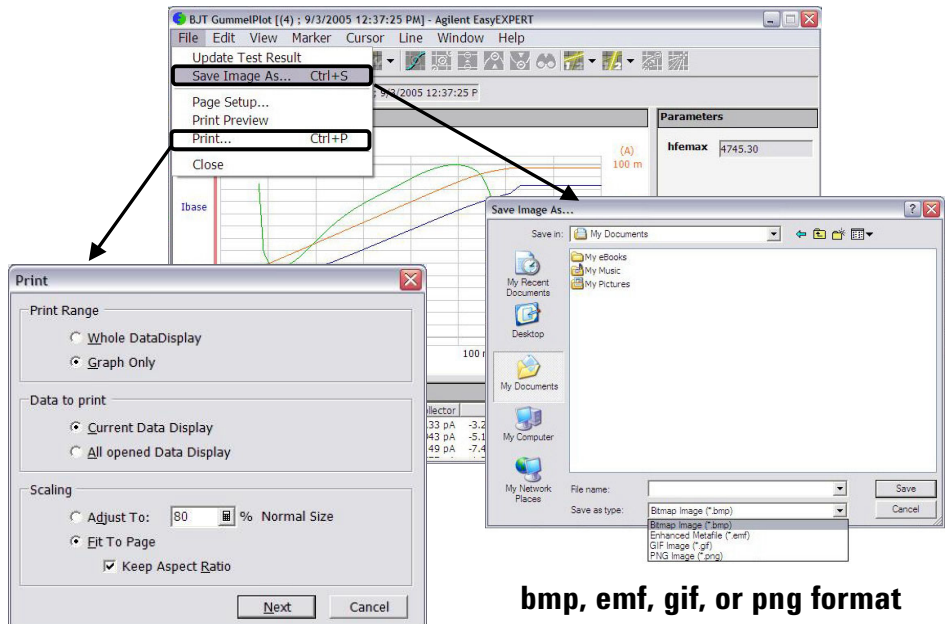 BJT GummelPlot [(4) ; 9/3/2005 12:37:25 PM] - Agilent EasyEXPERT
File Edit View Marker Cursor Line Window Help
Update Test Result
Save Image As... Ctrl+S
; 9/3/2005 12:37:25 P
Page Setup...
Print Preview
Print... Ctrl+P
Close
Parameters
hfemax 4745.30
(A)
100 m
Ibase
Save Image As...
Save in: My Documents
My eBooks
My Music
My Pictures
My Recent
Documents
Desktop
My Documents
My Computer
My Network
Places
File name:
Save
Save as type: Bitmap Image (*.bmp)
Cancel
Bitmap Image (*.bmp)
Enhanced Metafile (*.emf)
GIF Image (*.gif)
PNG Image (*.png)
Print
Print Range
Whole DataDisplay
Graph Only
Data to print
Current Data Display
All opened Data Display
Scaling
Adjust To: 80 % Normal Size
Fit To Page
Keep Aspect Ratio
Next Cancel
100
.33 pA -3.2
943 pA -5.1
.49 pA -7.4
bmp, emf, gif, or png format